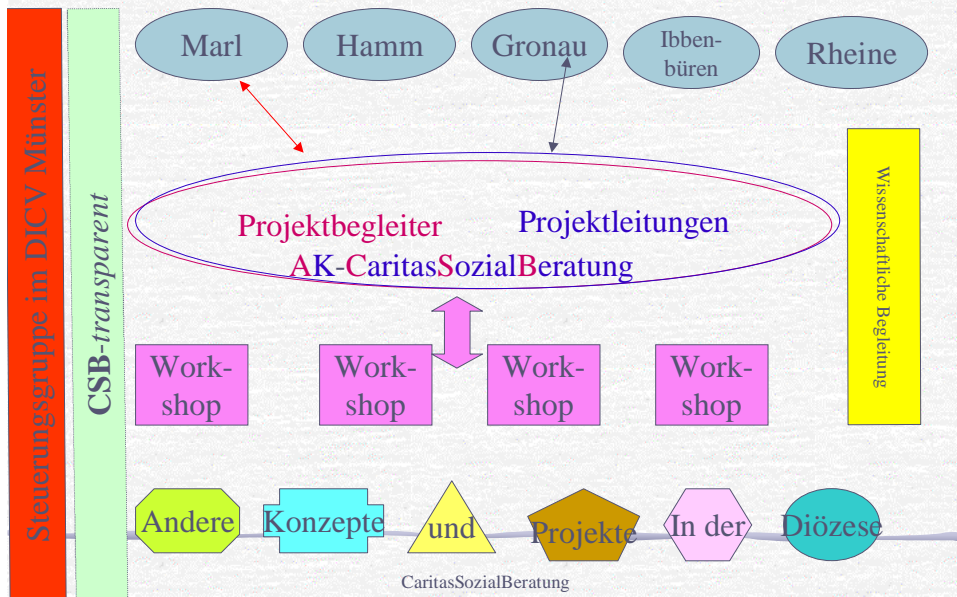 Steuerungsgruppe im DICV Münster
CSB-transparent
Marl
Hamm
Gronau
Ibben-
büren
Rheine
Projektbegleiter
Projektleitungen
AK-CaritasSozialBeratung
Wissenschaftliche Begleitung
Work-
shop
Work-
shop
Work-
shop
Work-
shop
Andere
Konzepte
und
Projekte
In der
Diözese
CaritasSozialBeratung